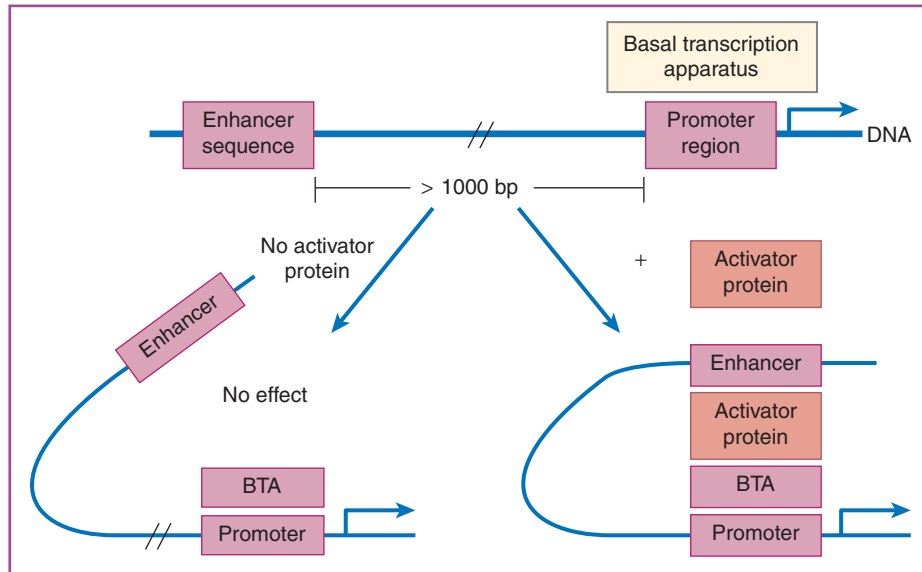 Basal transcription
apparatus
Enhancer
sequence
Promoter
region
DNA
> 1000 bp
No activator
protein
+
Activator
protein
Enhancer
No effect
BTA
Promoter
Enhancer
Activator
protein
BTA
Promoter